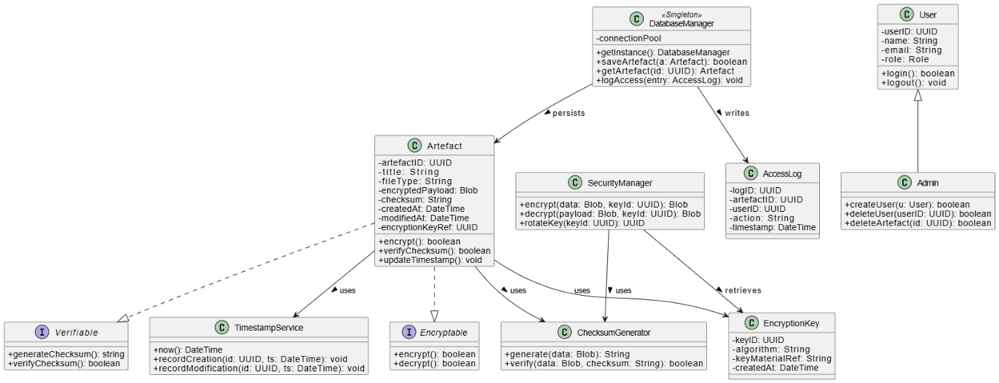 C «Singleton»
DatabaseManager
-connectionPool
+getInstance(): DatabaseManager
+saveArtefact(a: Artefact): boolean
+getArtefact(id: UUID): Artefact
+logAccess(entry: AccessLog): void
C User
-userID: UUID
-name: String
-email: String
-role: Role
+login(): boolean
+logout(): void
persists
writes
C Artefact
-artefactID: UUID
-title: String
-fileType: String
-encryptedPayload: Blob
-checksum: String
-createdAt: DateTime
-modifiedAt: DateTime
-encryptionKeyRef: UUID
+encrypt(): boolean
+verifyChecksum(): boolean
+updateTimestamp(): void
C SecurityManager
+encrypt(data: Blob, keyId: UUID): Blob
+decrypt(payload: Blob, keyId: UUID): Blob
+rotateKey(keyId: UUID): UUID
C AccessLog
-logID: UUID
-artefactID: UUID
-userID: UUID
-action: String
-timestamp: DateTime
C Admin
+createUser(u: User): boolean
+deleteUser(userID: UUID): boolean
+deleteArtefact(id: UUID): boolean
uses
uses
uses
uses
retrieves
I Verifiable
+generateChecksum(): string
+verifyChecksum(): boolean
C TimestampService
+now(): DateTime
+recordCreation(id: UUID, ts: DateTime): void
+recordModification(id: UUID, ts: DateTime): void
I Encryptable
+encrypt(): boolean
+decrypt(): boolean
C ChecksumGenerator
+generate(data: Blob): String
+verify(data: Blob, checksum: String): boolean
C EncryptionKey
-keyID: UUID
-algorithm: String
-keyMaterialRef: String
-createdAt: DateTime